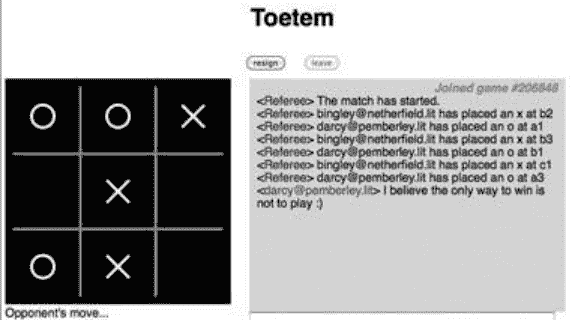 Toetem
resign leave
Joined game #206848
<Referee> The match has started.
<Referee> bingley@netherfield.lit has placed an x at b2
<Referee> darcy@pemberley.lit has placed an o at a1
<Referee> bingley@netherfield.lit has placed an x at b3
<Referee> darcy@pemberley.lit has placed an o at b1
<Referee> bingley@netherfield.lit has placed an x at c1
<Referee> darcy@pemberley.lit has placed an o at a3
<darcy@pemberley.lit> I believe the only way to win is
not to play :)
O O X
X
O X
Opponent's move...